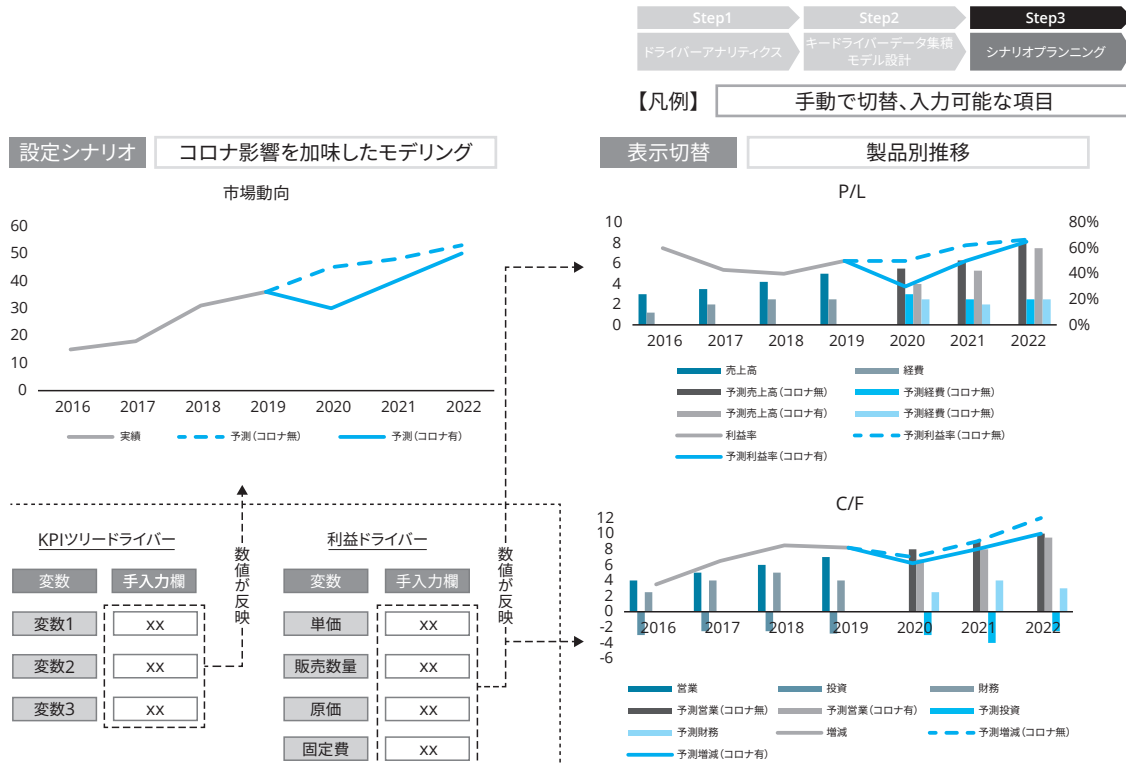 Step1
Step2
Step3
ドライバーアナリティクス
キードライバーデータ集積
モデル設計
シナリオプランニング
【凡例】
手動で切替、入力可能な項目
設定シナリオ
コロナ影響を加味したモデリング
表示切替
製品別推移
市場動向
60
50
40
30
20
10
0
2016 2017 2018 2019 2020 2021 2022
実績 予測(コロナ無) 予測(コロナ有)
P/L
10
8
6
4
2
0
80%
60%
40%
20%
0%
2016 2017 2018 2019 2020 2021 2022
売上高 経費
予測売上高(コロナ無) 予測経費(コロナ無)
予測売上高(コロナ有) 予測経費(コロナ無)
利益率 予測利益率(コロナ無)
予測利益率(コロナ有)
KPIツリードライバー
変数 手入力欄
変数1 xx
変数2 xx
変数3 xx
数値が反映
利益ドライバー
変数 手入力欄
単価 xx
販売数量 xx
原価 xx
固定費 xx
数値が反映
C/F
12
10
8
6
4
2
0
-2
-4
-6
2016 2017 2018 2019 2020 2021 2022
営業 投資 財務
予測営業(コロナ無) 予測営業(コロナ有) 予測投資
予測財務 増減 予測増減(コロナ無)
予測増減(コロナ有)